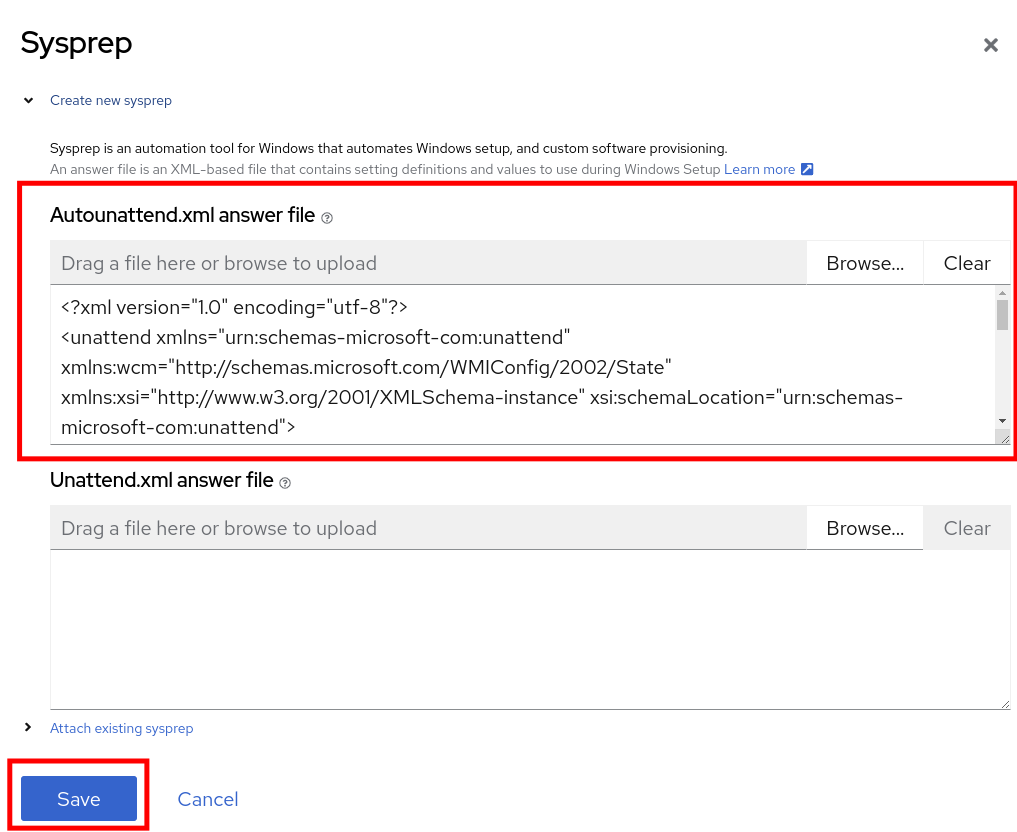 Sysprep
Create new sysprep
Sysprep is an automation tool for Windows that automates Windows setup, and custom software provisioning.
An answer file is an XML-based file that contains setting definitions and values to use during Windows Setup Learn more
Autounattend.xml answer file
Drag a file here or browse to upload Browse... Clear
<?xml version="1.0" encoding="utf-8"?>
<unattend xmlns="urn:schemas-microsoft-com:unattend"
xmlns:wcm="http://schemas.microsoft.com/WMIConfig/2002/State"
xmlns:xsi="http://www.w3.org/2001/XMLSchema-instance" xsi:schemaLocation="urn:schemas-
microsoft-com:unattend">
Unattend.xml answer file
Drag a file here or browse to upload Browse... Clear
Attach existing sysprep
Save Cancel